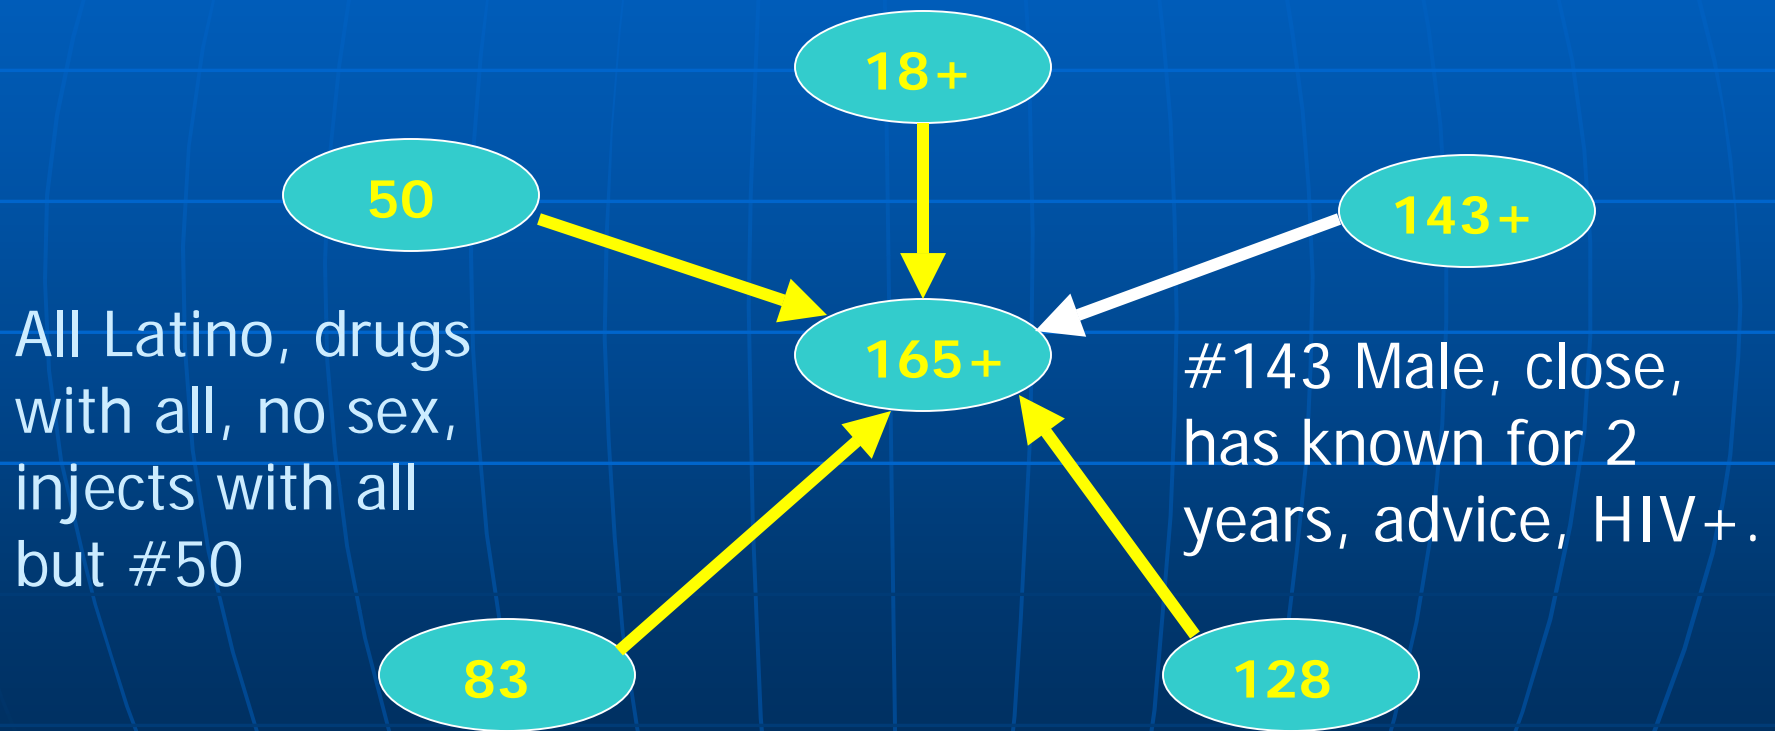 18+
50
143+
165+
All Latino, drugs
with all, no sex,
injects with all
but #50
#143 Male, close,
has known for 2
years, advice, HIV+.
83
128